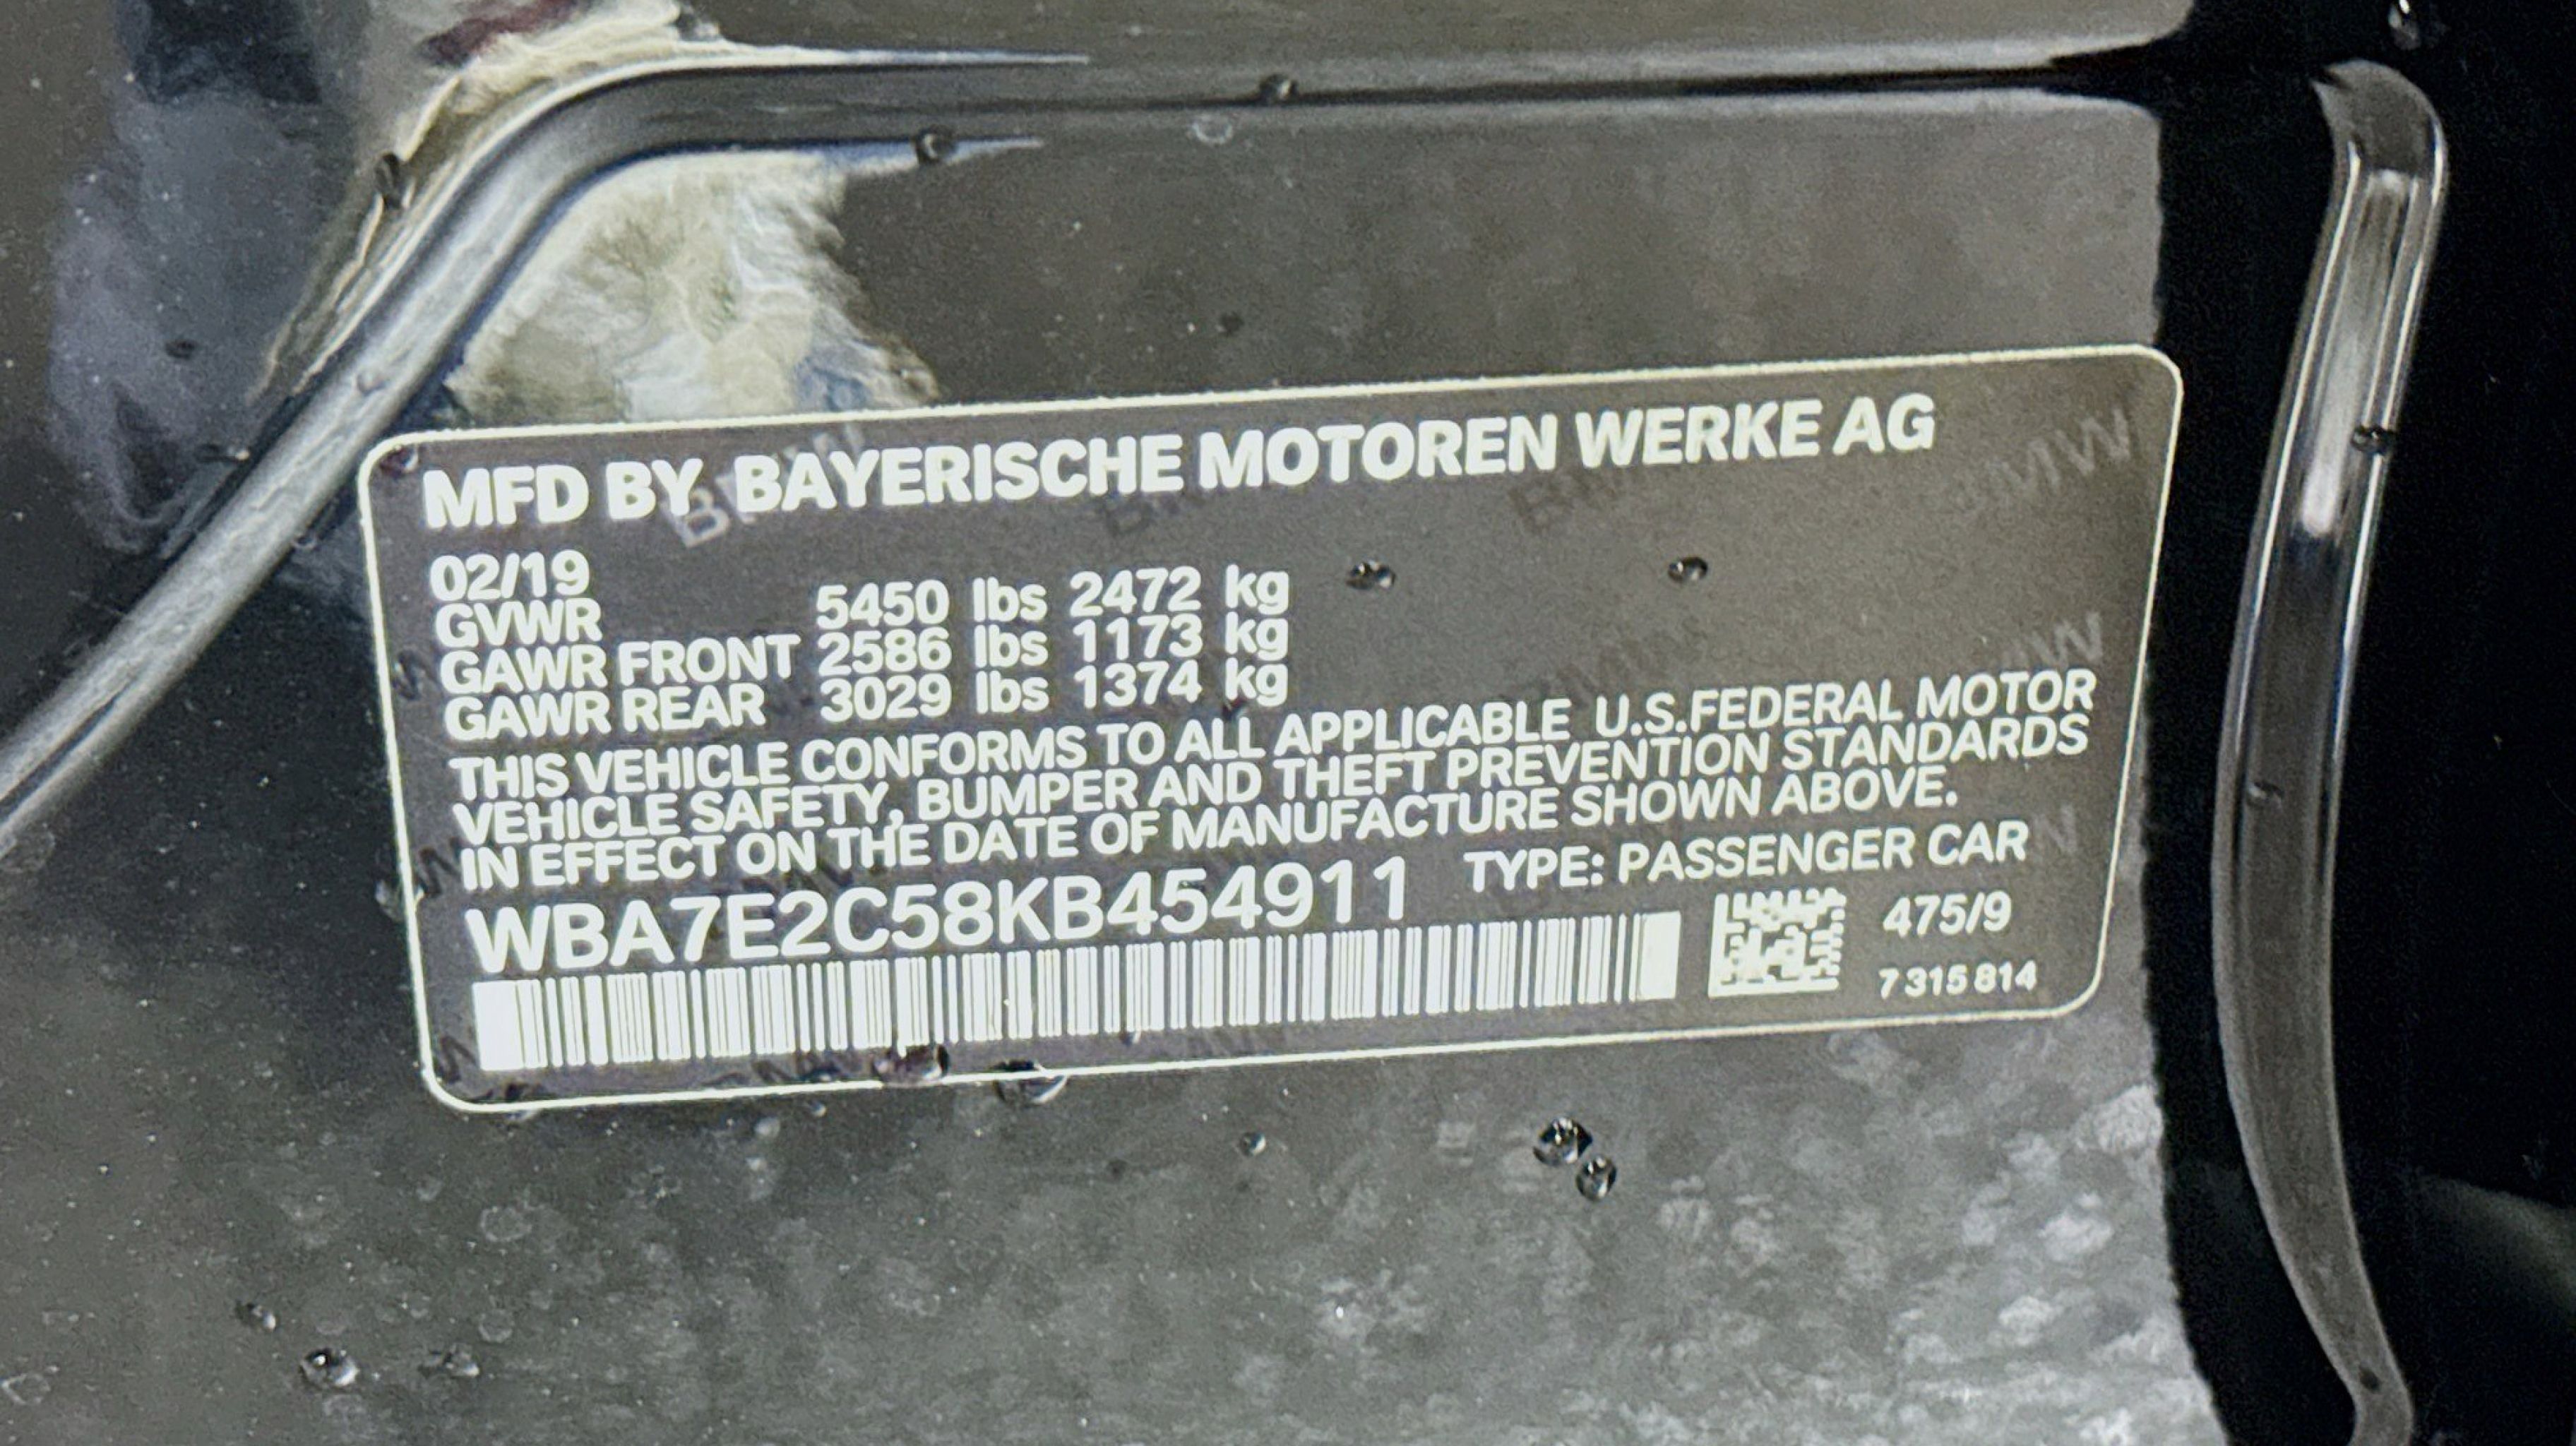 MFD BY BAYERISCHE MOTOREN WERKE AG
02/19
GVWR 5450 lbs 2472 kg
GAWR FRONT 2586 lbs 1173 kg
GAWR REAR 3029 lbs 1374 kg
THIS VEHICLE CONFORMS TO ALL APPLICABLE U.S.FEDERAL MOTOR
VEHICLE SAFETY, BUMPER AND THEFT PREVENTION STANDARDS
IN EFFECT ON THE DATE OF MANUFACTURE SHOWN ABOVE.
WBA7E2C58KB454911 TYPE: PASSENGER CAR
475/9
7 315 814